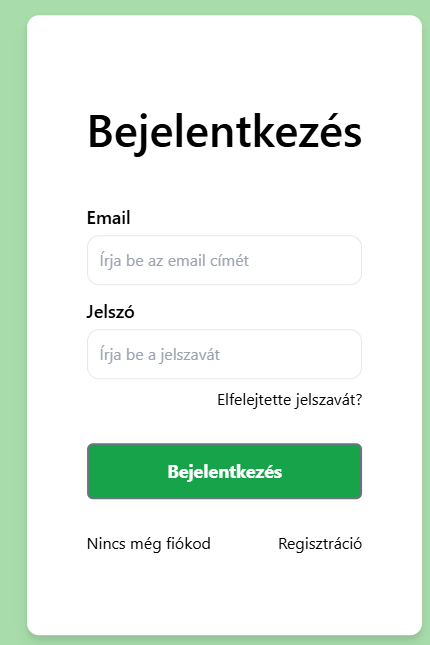 Bejelentkezés
Email
Írja be az email címét
Jelszó
Írja be a jelszavát
Elfelejtette jelszavát?
Bejelentkezés
Nincs még fiókod Regisztráció